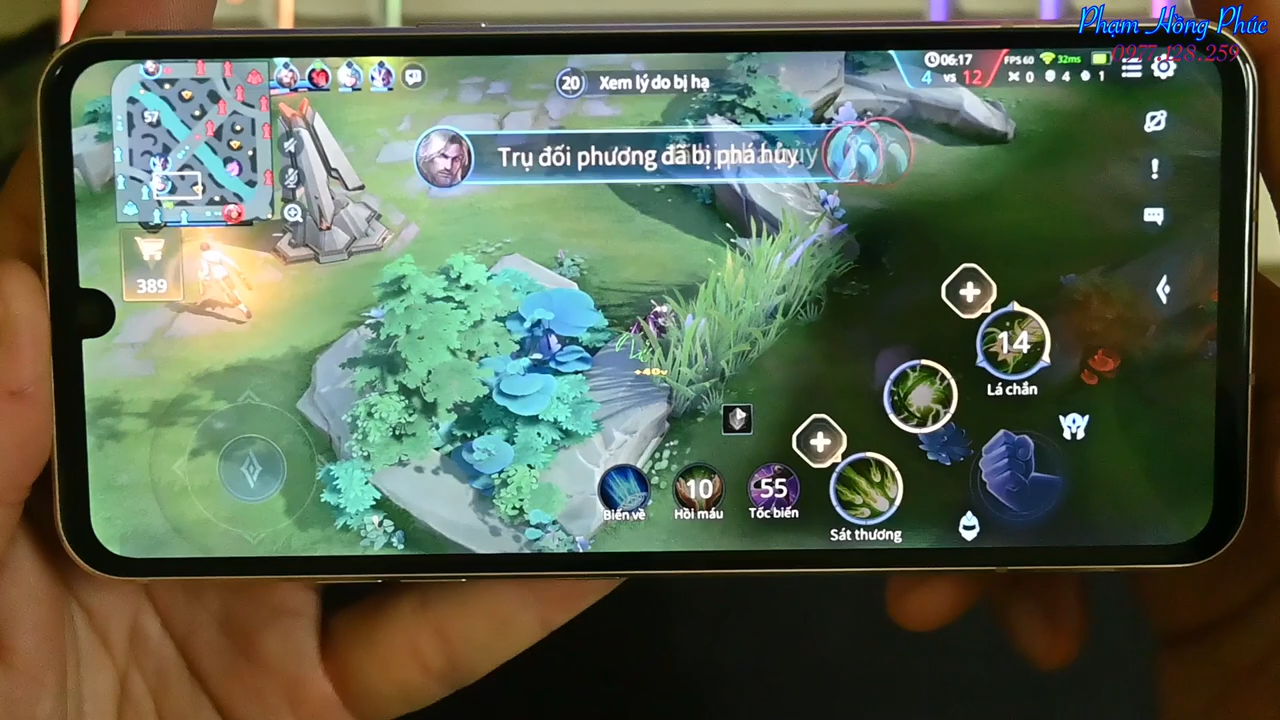 Phạm Hồng Phúc
0977.128.259
20 Xem lý do bị hạ
06:17
FPS 60 32ms
4 vs 12
0 4 1
57
Trụ đối phương đã bị phá hủy
389
+40
14
Lá chắn
10
55
Biến về
Hồi máu
Tốc biến
Sát thương